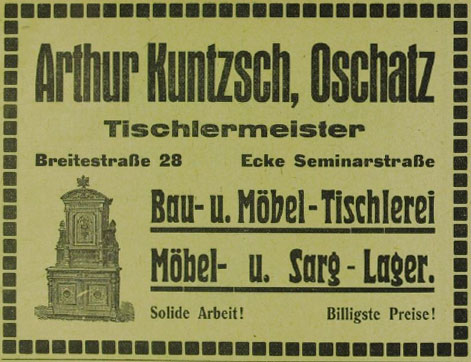 Arthur Kuntzsch, Oschatz
Tischlermeister
Breitestraße 28 Ecke Seminarstraße
Bau- u. Möbel-Tischlerei
Möbel- u. Sarg-Lager.
Solide Arbeit! Billigste Preise!